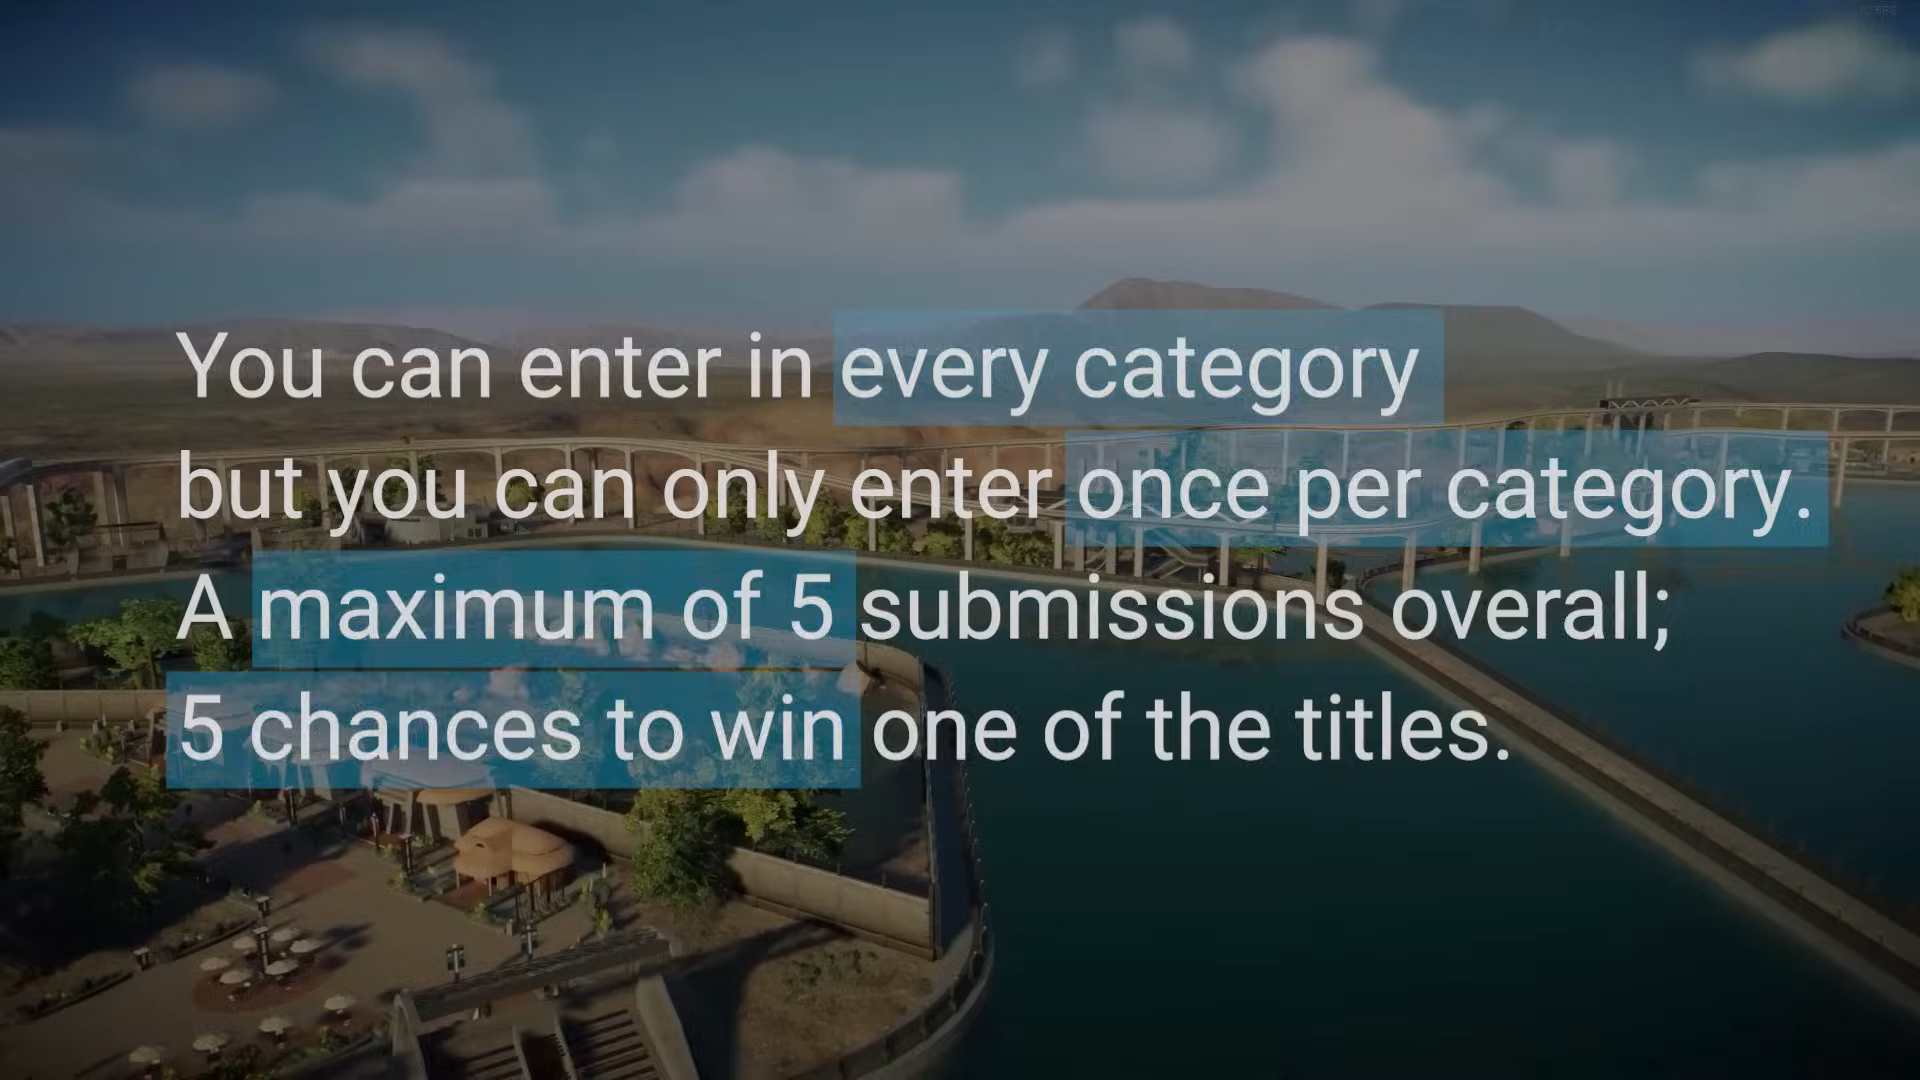 You can enter in every category
but you can only enter once per category.
A maximum of 5 submissions overall;
5 chances to win one of the titles.